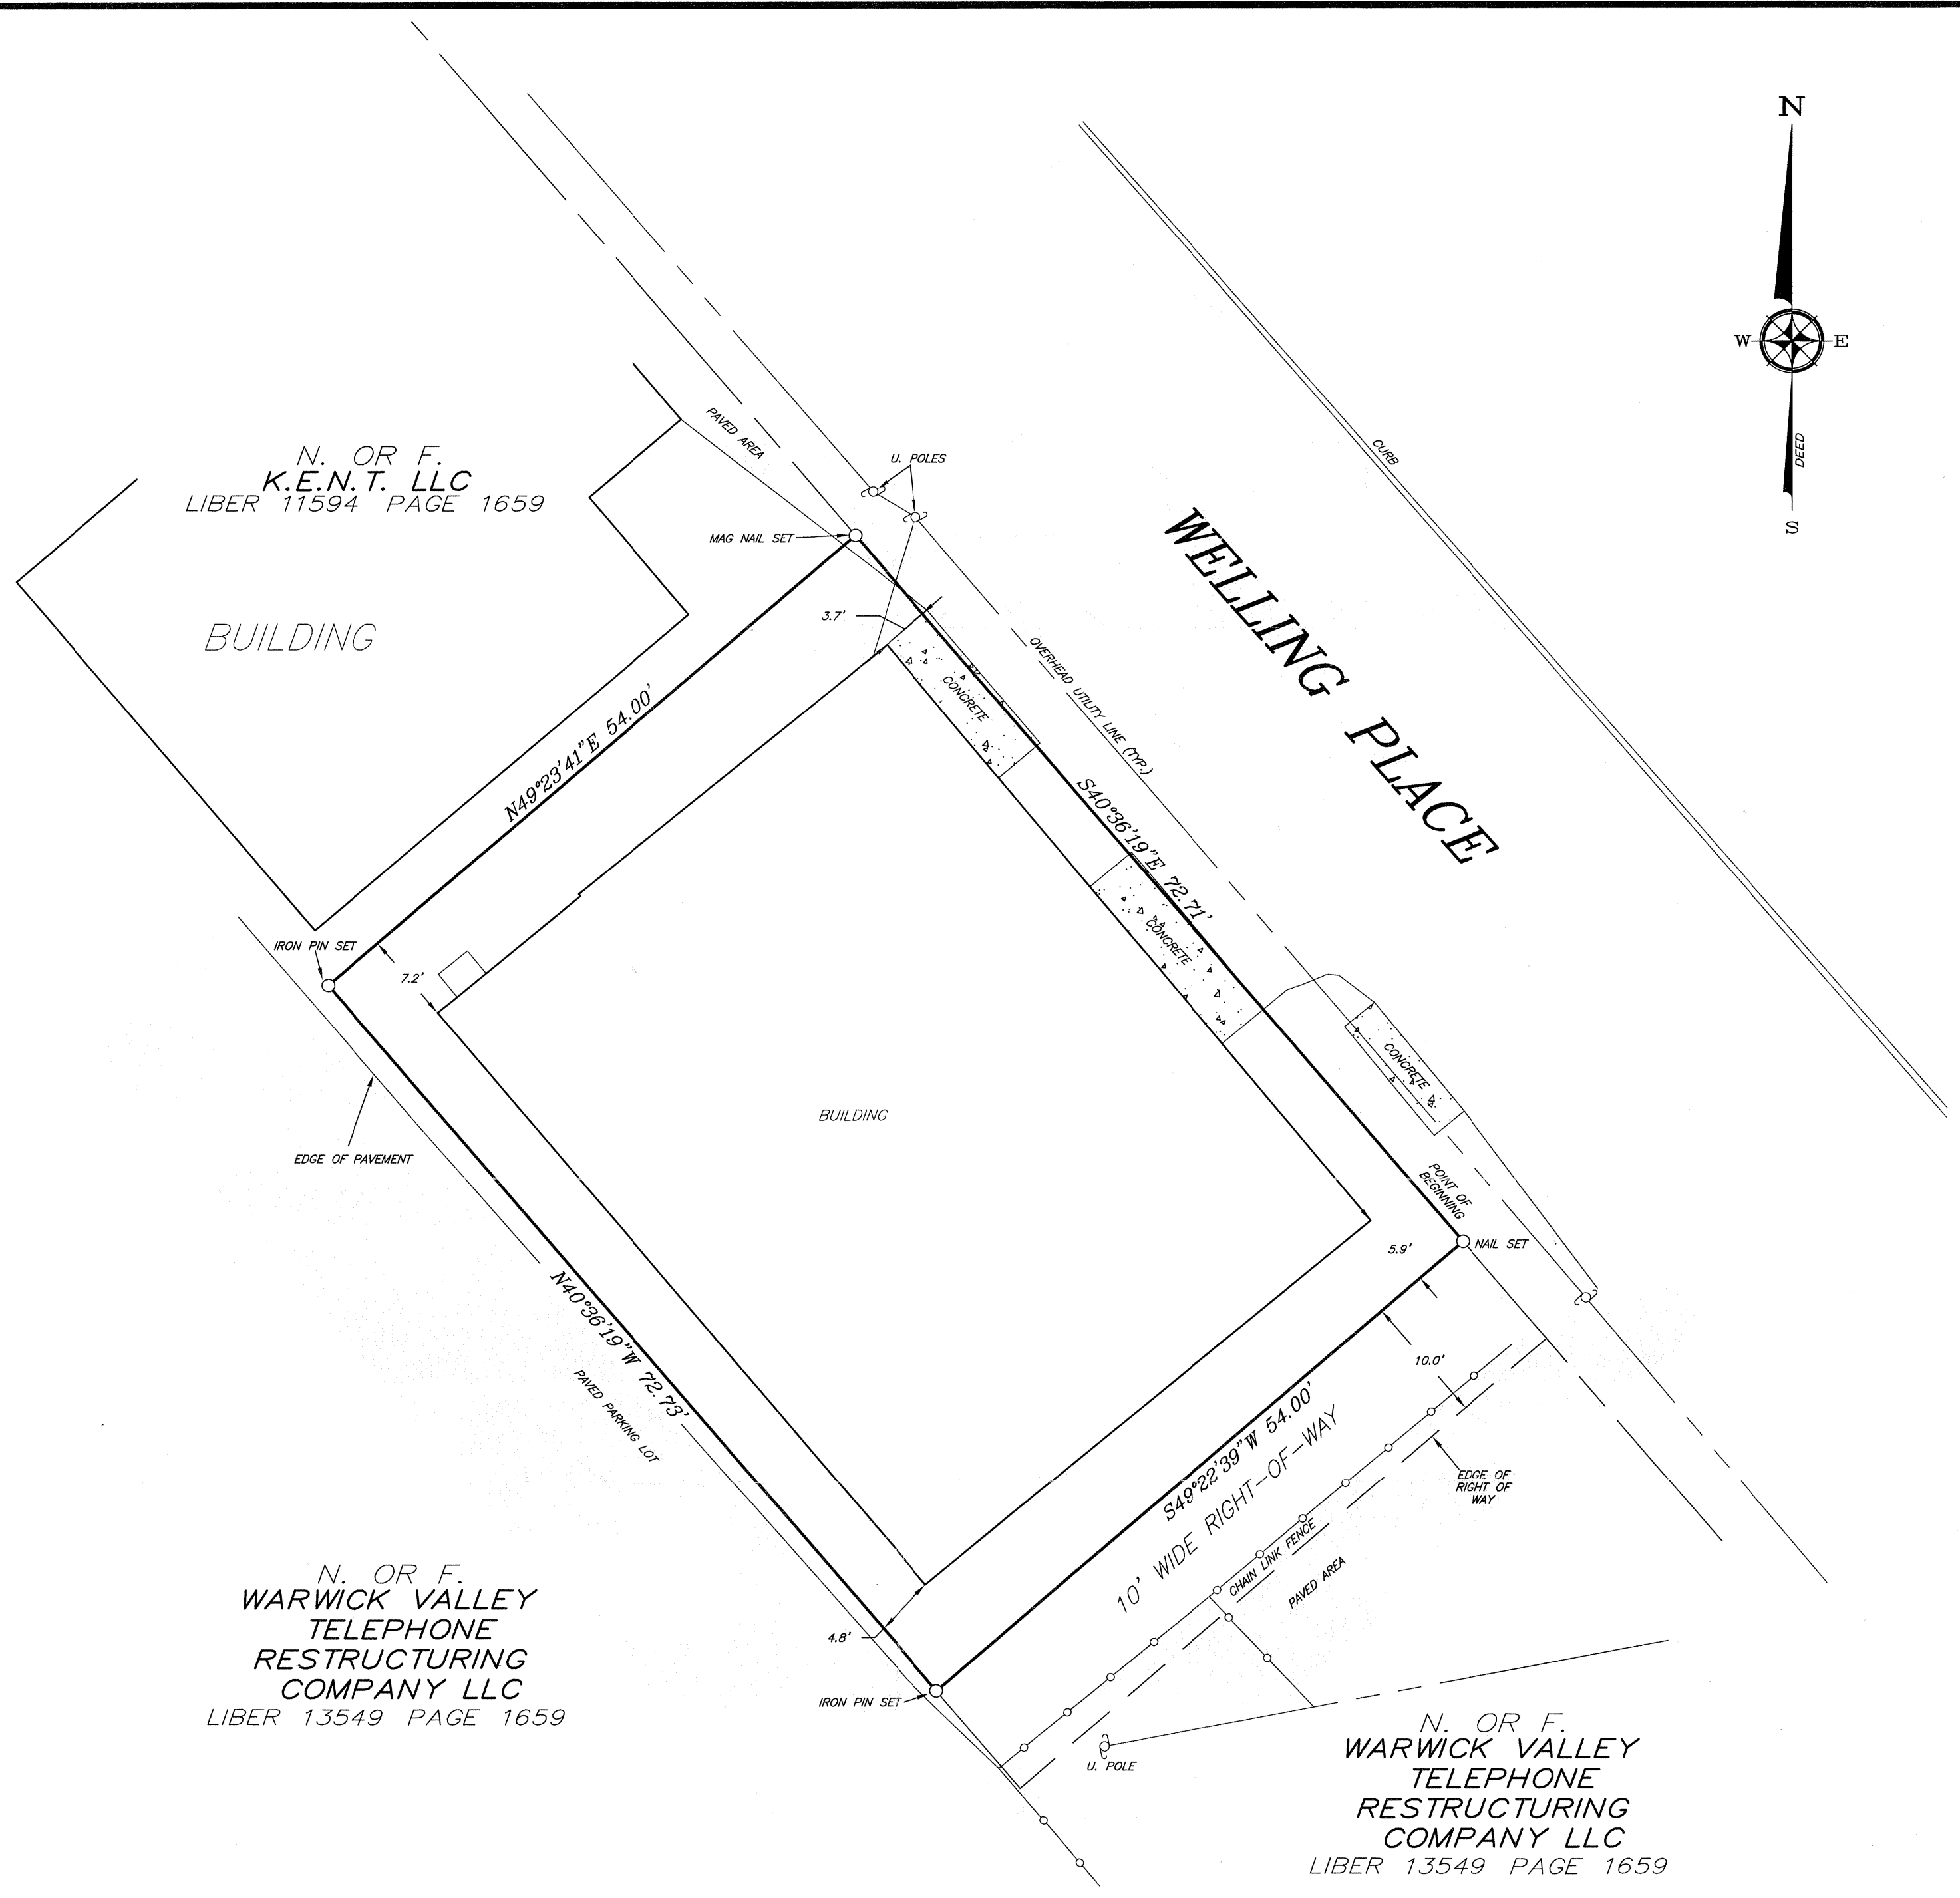 N
W
E
DEED
S
CURB
PAVED AREA
N. OR F.
K.E.N.T. LLC
LIBER 11594 PAGE 1659
U. POLES
MAG NAIL SET
WELLING PLACE
BUILDING
3.7'
OVERHEAD UTILITY LINE (TYP.)
CONCRETE
N49°23'41"E 54.00'
S40°36'19"E 72.71'
CONCRETE
IRON PIN SET
7.2'
CONCRETE
BUILDING
EDGE OF PAVEMENT
POINT OF
BEGINNING
NAIL SET
5.9'
N40°36'19"W 72.73'
PAVED PARKING LOT
10.0'
S49°22'39"W 54.00'
10' WIDE RIGHT-OF-WAY
EDGE OF
RIGHT OF
WAY
CHAIN LINK FENCE
PAVED AREA
N. OR F.
WARWICK VALLEY
TELEPHONE
RESTRUCTURING
COMPANY LLC
LIBER 13549 PAGE 1659
4.8'
IRON PIN SET
U. POLE
N. OR F.
WARWICK VALLEY
TELEPHONE
RESTRUCTURING
COMPANY LLC
LIBER 13549 PAGE 1659